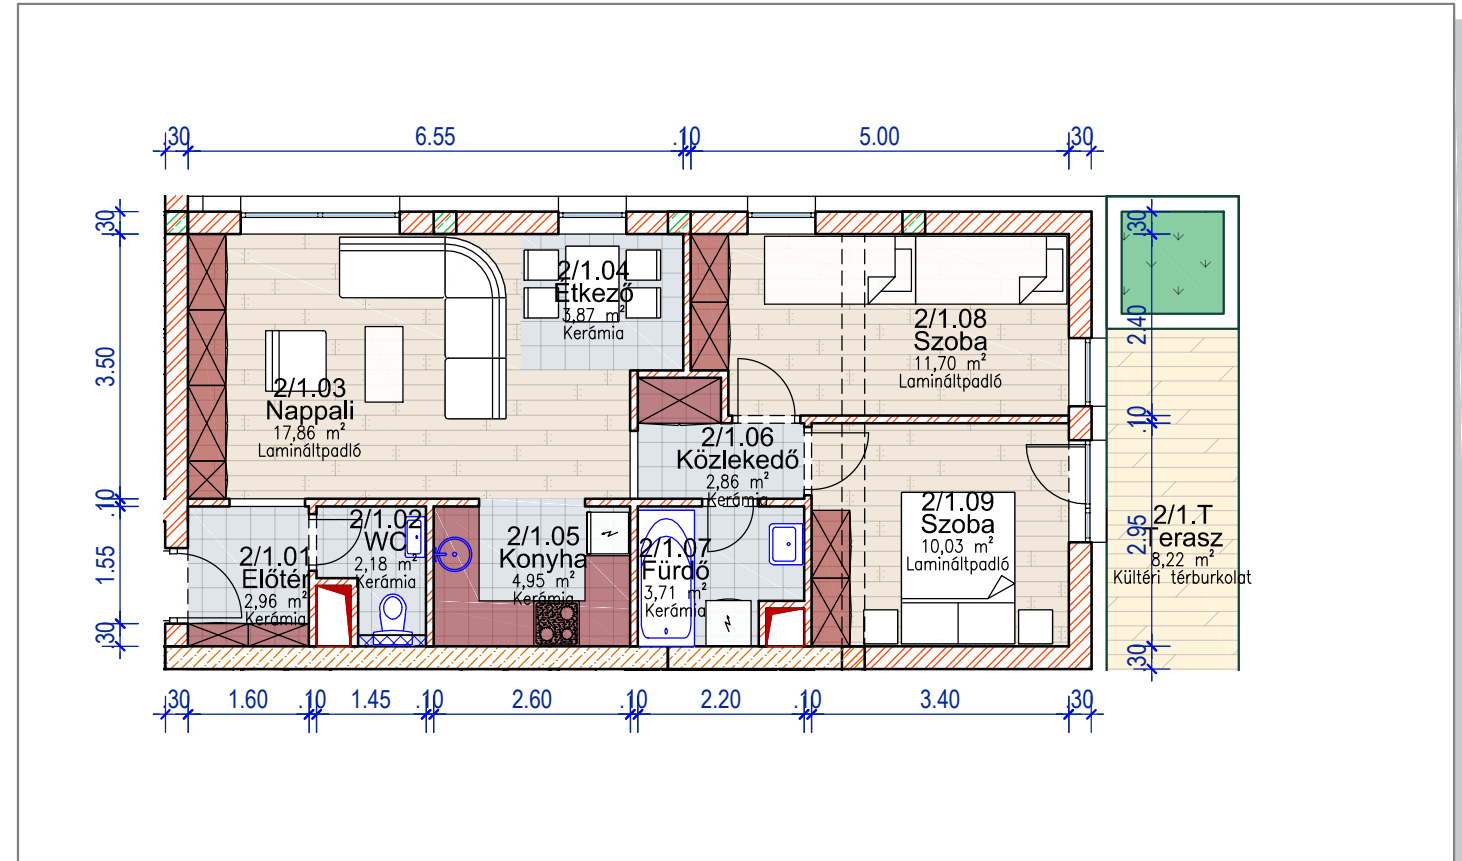 .30
6.55
.10
5.00
.30
.30
3.50
.10
1.55
.30
2/1.04
Étkező
3,87 m²
Kerámia
2/1.08
Szoba
11,70 m²
Lamináltpadló
2/1.03
Nappali
17,86 m²
Lamináltpadló
2/1.06
Közlekedő
2,86 m²
Kerámia
2/1.09
Szoba
10,03 m²
Lamináltpadló
2/1.02
WC
2,18 m²
Kerámia
2/1.01
Előtér
2,96 m²
Kerámia
2/1.05
Konyha
4,95 m²
Kerámia
2/1.07
Fürdő
3,71 m²
Kerámia
2/1.T
Terasz
8,22 m²
Kültéri térburkolat
.30
2.40
.10
2.95
.30
.30
1.60
.10
1.45
.10
2.60
.10
2.20
.10
3.40
.30